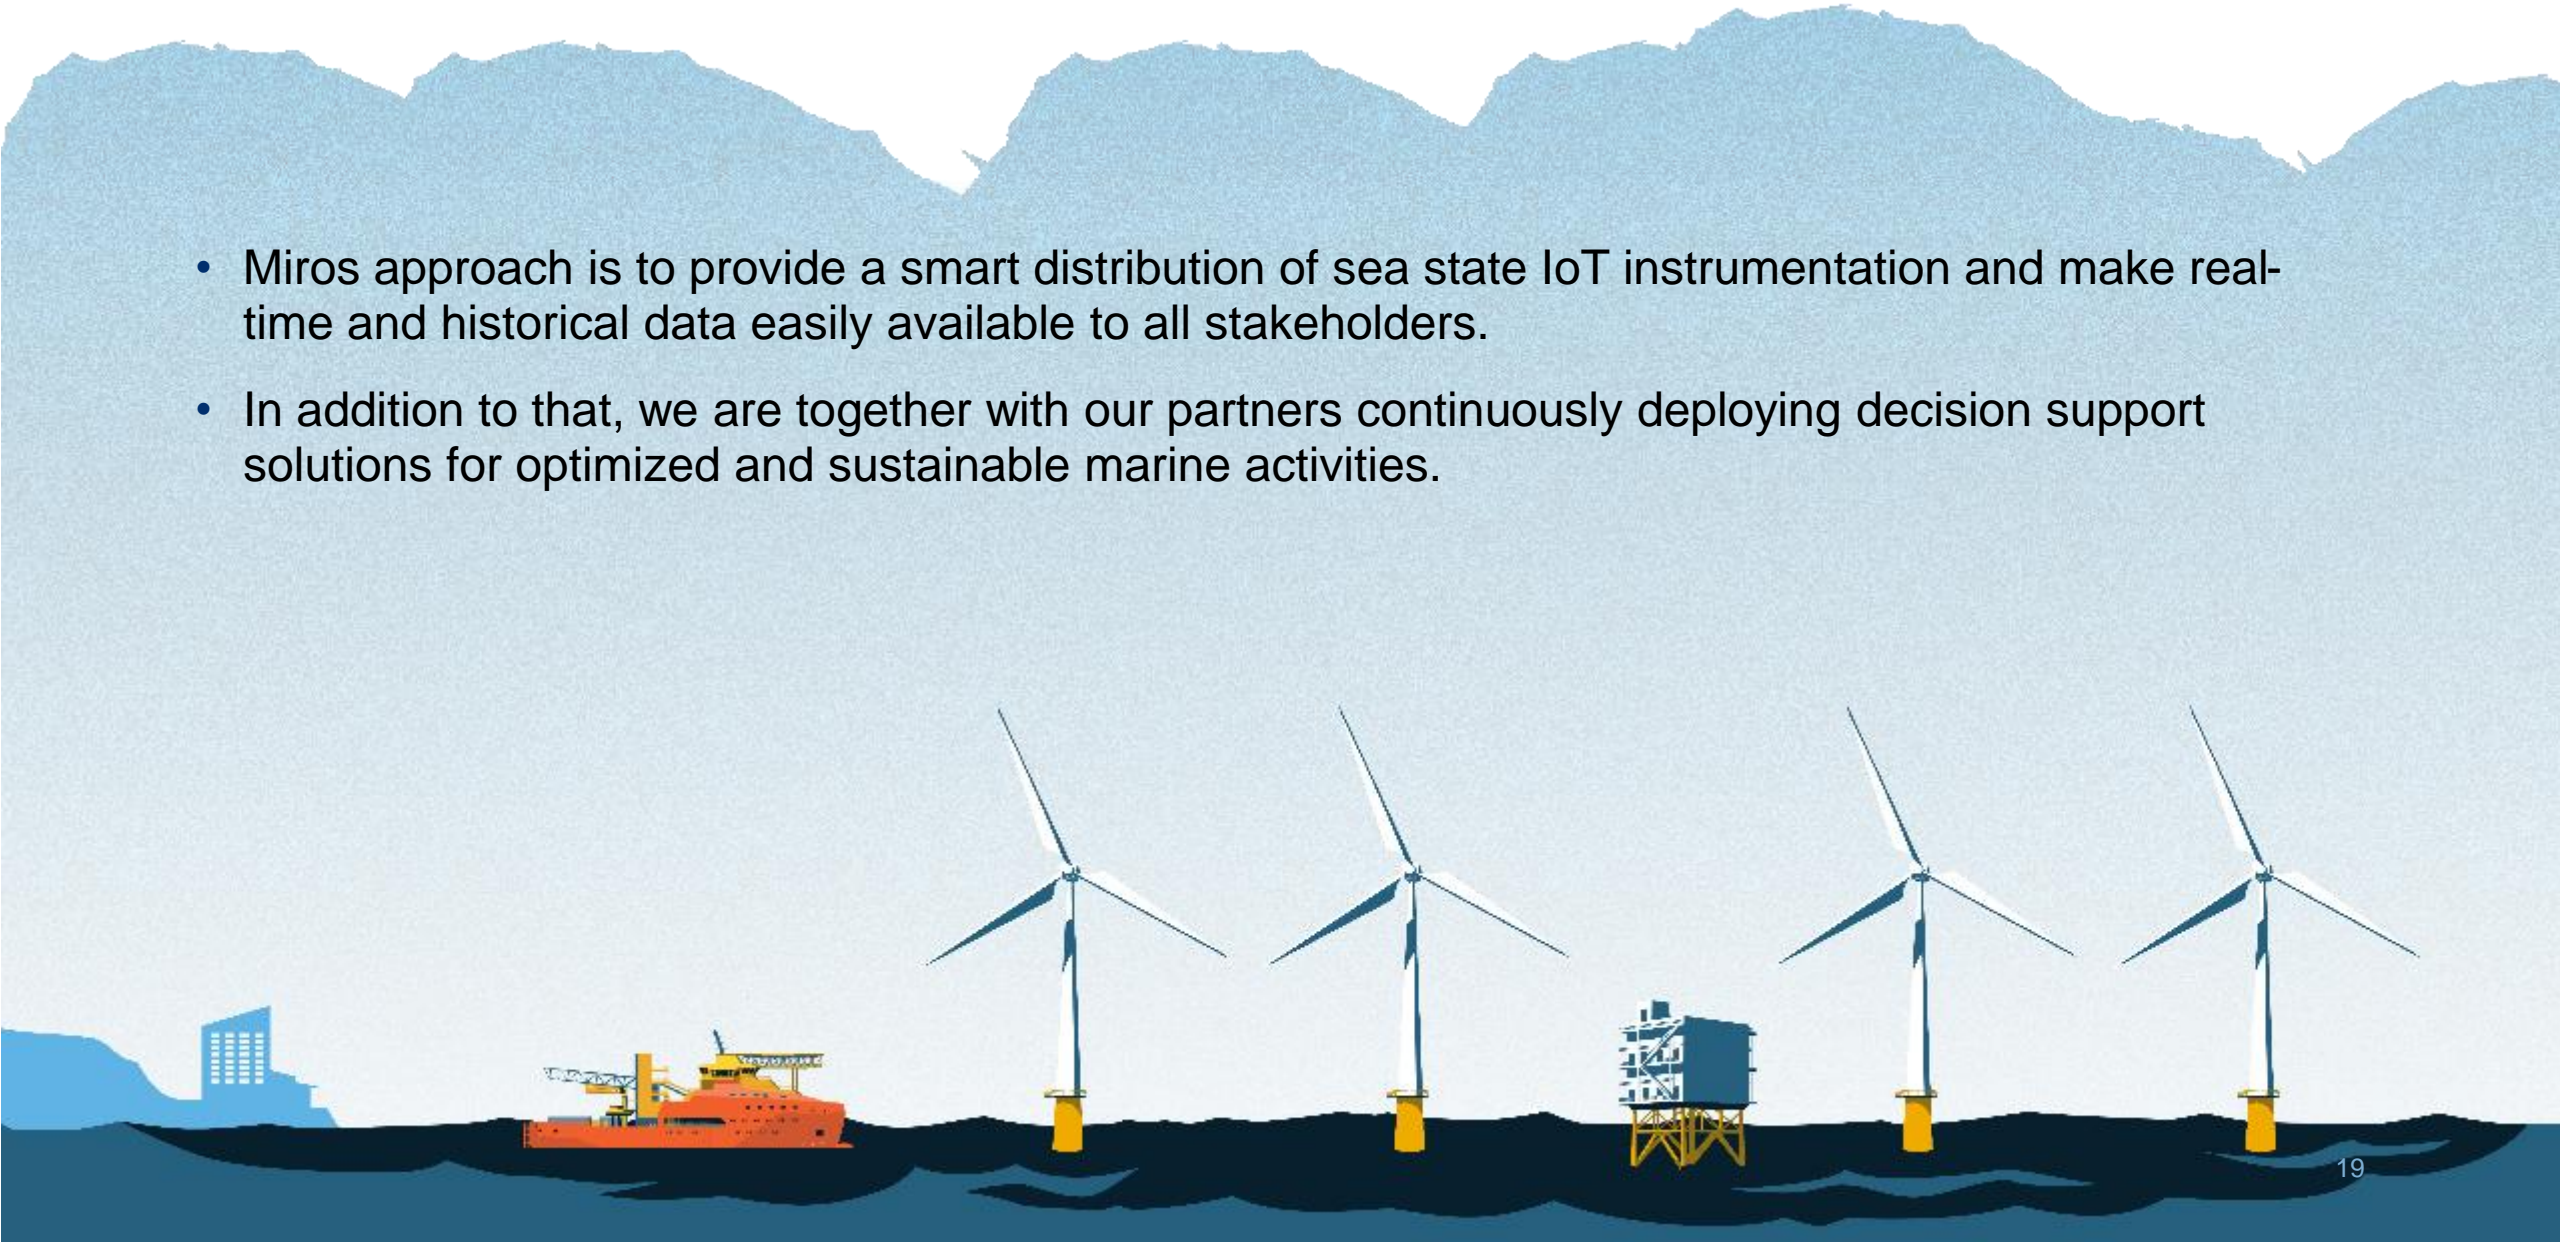 • Miros approach is to provide a smart distribution of sea state IoT instrumentation and make real-
time and historical data easily available to all stakeholders.
• In addition to that, we are together with our partners continuously deploying decision support
solutions for optimized and sustainable marine activities.
19